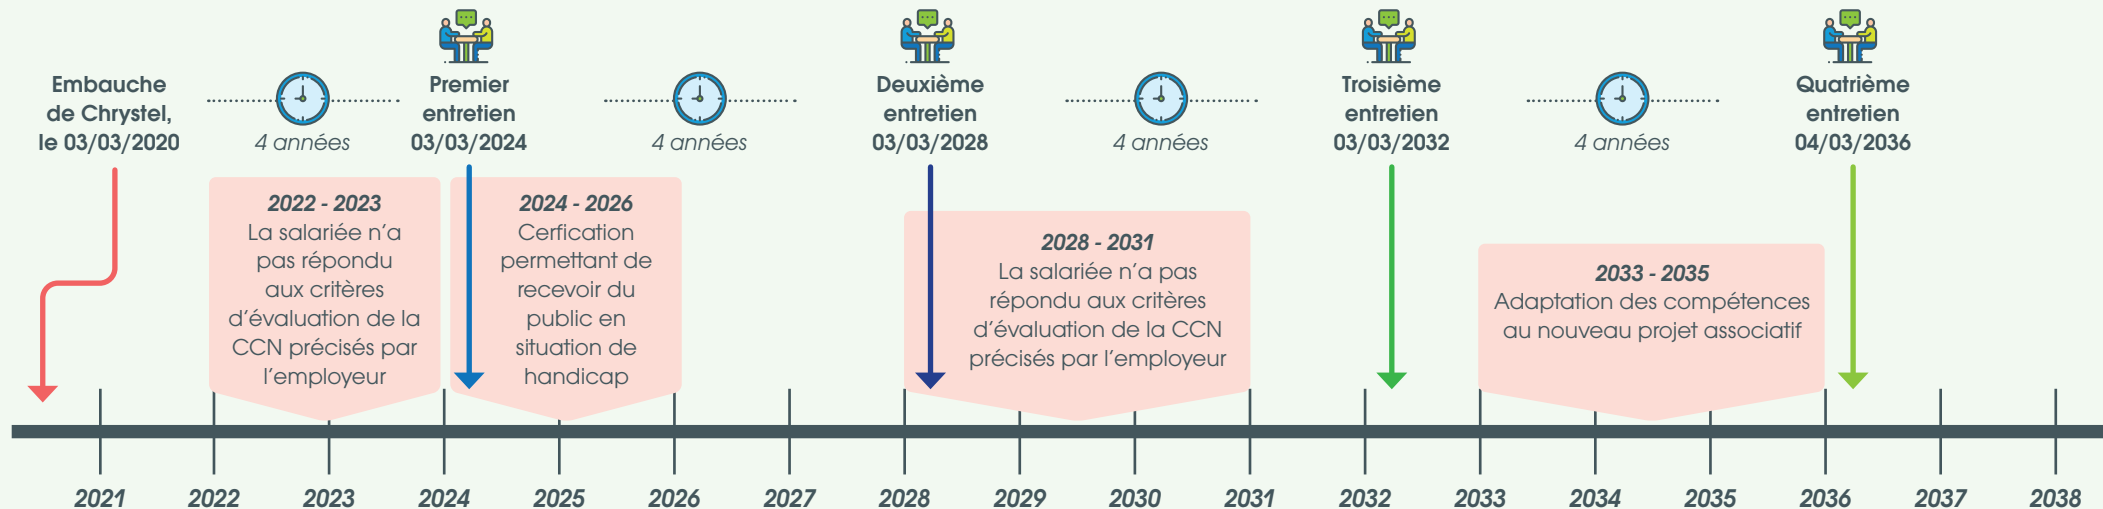 Embauche
de Chrystel,
le 03/03/2020
4 années
Premier
entretien
03/03/2024
4 années
Deuxième
entretien
03/03/2028
4 années
Troisième
entretien
03/03/2032
4 années
Quatrième
entretien
04/03/2036
2022 - 2023
La salariée n’a
pas répondu
aux critères
d’évaluation de la
CCN précisés par
l’employeur
2024 - 2026
Cerfication
permettant de
recevoir du
public en
situation de
handicap
2028 - 2031
La salariée n’a pas
répondu aux critères
d’évaluation de la CCN
précisés par l’employeur
2033 - 2035
Adaptation des compétences
au nouveau projet associatif
2021 2022 2023 2024 2025 2026 2027 2028 2029 2030 2031 2032 2033 2034 2035 2036 2037 2038